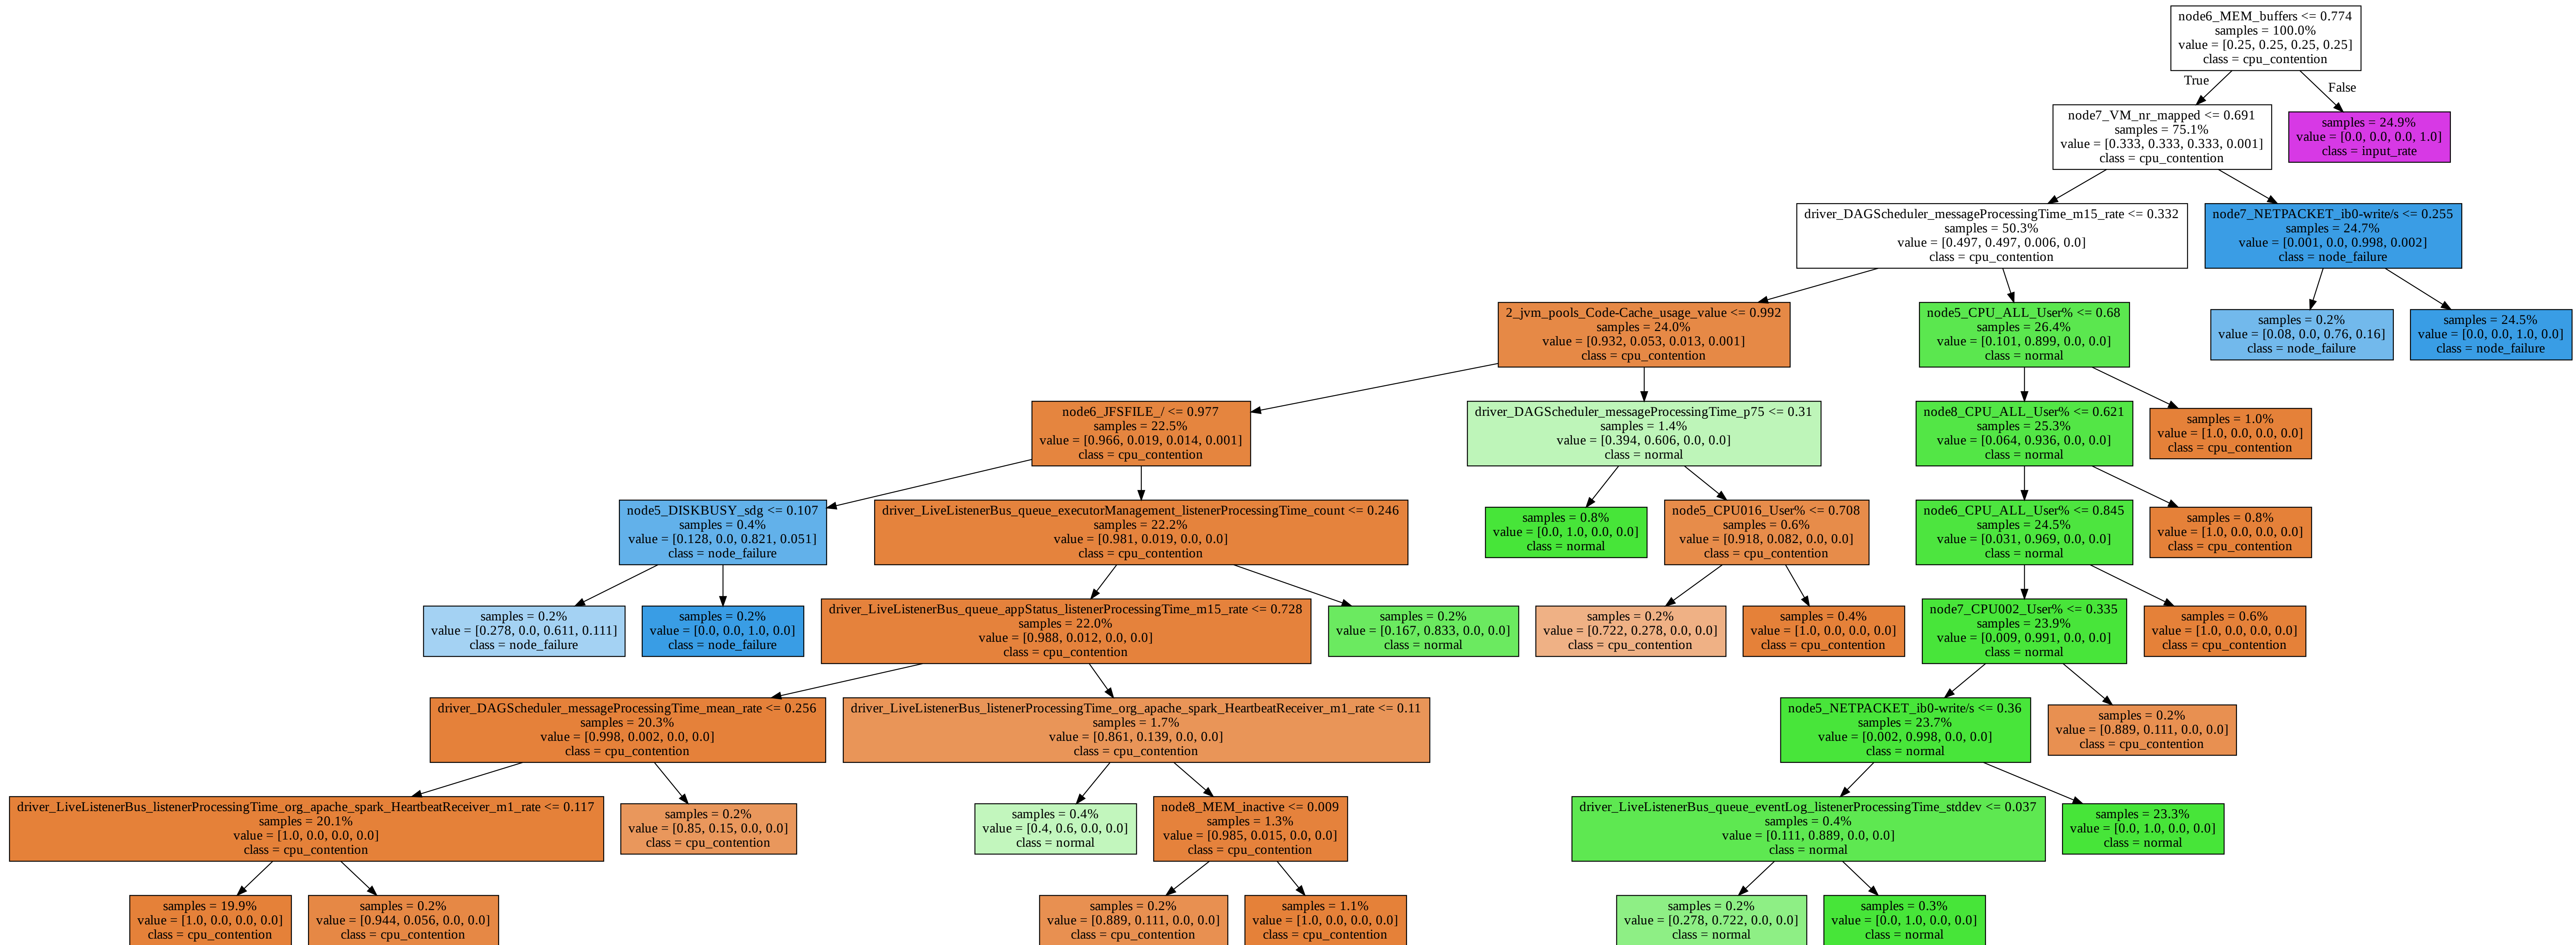 node6_MEM_buffers <= 0.774
samples = 100.0%
value = [0.25, 0.25, 0.25, 0.25]
class = cpu_contention
True
False
node7_VM_nr_mapped <= 0.691
samples = 75.1%
value = [0.333, 0.333, 0.333, 0.001]
class = cpu_contention
samples = 24.9%
value = [0.0, 0.0, 0.0, 1.0]
class = input_rate
driver_DAGScheduler_messageProcessingTime_m15_rate <= 0.332
samples = 50.3%
value = [0.497, 0.497, 0.006, 0.0]
class = cpu_contention
node7_NETPACKET_ib0-write/s <= 0.255
samples = 24.7%
value = [0.001, 0.0, 0.998, 0.002]
class = node_failure
2_jvm_pools_Code-Cache_usage_value <= 0.992
samples = 24.0%
value = [0.932, 0.053, 0.013, 0.001]
class = cpu_contention
node5_CPU_ALL_User% <= 0.68
samples = 26.4%
value = [0.101, 0.899, 0.0, 0.0]
class = normal
samples = 0.2%
value = [0.08, 0.0, 0.76, 0.16]
class = node_failure
samples = 24.5%
value = [0.0, 0.0, 1.0, 0.0]
class = node_failure
node6_JFSFILE_/ <= 0.977
samples = 22.5%
value = [0.966, 0.019, 0.014, 0.001]
class = cpu_contention
driver_DAGScheduler_messageProcessingTime_p75 <= 0.31
samples = 1.4%
value = [0.394, 0.606, 0.0, 0.0]
class = normal
node8_CPU_ALL_User% <= 0.621
samples = 25.3%
value = [0.064, 0.936, 0.0, 0.0]
class = normal
samples = 1.0%
value = [1.0, 0.0, 0.0, 0.0]
class = cpu_contention
node5_DISKBUSY_sdg <= 0.107
samples = 0.4%
value = [0.128, 0.0, 0.821, 0.051]
class = node_failure
driver_LiveListenerBus_queue_executorManagement_listenerProcessingTime_count <= 0.246
samples = 22.2%
value = [0.981, 0.019, 0.0, 0.0]
class = cpu_contention
samples = 0.8%
value = [0.0, 1.0, 0.0, 0.0]
class = normal
node5_CPU016_User% <= 0.708
samples = 0.6%
value = [0.918, 0.082, 0.0, 0.0]
class = cpu_contention
node6_CPU_ALL_User% <= 0.845
samples = 24.5%
value = [0.031, 0.969, 0.0, 0.0]
class = normal
samples = 0.8%
value = [1.0, 0.0, 0.0, 0.0]
class = cpu_contention
samples = 0.2%
value = [0.278, 0.0, 0.611, 0.111]
class = node_failure
samples = 0.2%
value = [0.0, 0.0, 1.0, 0.0]
class = node_failure
driver_LiveListenerBus_queue_appStatus_listenerProcessingTime_m15_rate <= 0.728
samples = 22.0%
value = [0.988, 0.012, 0.0, 0.0]
class = cpu_contention
samples = 0.2%
value = [0.167, 0.833, 0.0, 0.0]
class = normal
samples = 0.2%
value = [0.722, 0.278, 0.0, 0.0]
class = cpu_contention
samples = 0.4%
value = [1.0, 0.0, 0.0, 0.0]
class = cpu_contention
node7_CPU002_User% <= 0.335
samples = 23.9%
value = [0.009, 0.991, 0.0, 0.0]
class = normal
samples = 0.6%
value = [1.0, 0.0, 0.0, 0.0]
class = cpu_contention
driver_DAGScheduler_messageProcessingTime_mean_rate <= 0.256
samples = 20.3%
value = [0.998, 0.002, 0.0, 0.0]
class = cpu_contention
driver_LiveListenerBus_listenerProcessingTime_org_apache_spark_HeartbeatReceiver_m1_rate <= 0.11
samples = 1.7%
value = [0.861, 0.139, 0.0, 0.0]
class = cpu_contention
node5_NETPACKET_ib0-write/s <= 0.36
samples = 23.7%
value = [0.002, 0.998, 0.0, 0.0]
class = normal
samples = 0.2%
value = [0.889, 0.111, 0.0, 0.0]
class = cpu_contention
driver_LiveListenerBus_listenerProcessingTime_org_apache_spark_HeartbeatReceiver_m1_rate <= 0.117
samples = 20.1%
value = [1.0, 0.0, 0.0, 0.0]
class = cpu_contention
samples = 0.2%
value = [0.85, 0.15, 0.0, 0.0]
class = cpu_contention
samples = 0.4%
value = [0.4, 0.6, 0.0, 0.0]
class = normal
node8_MEM_inactive <= 0.009
samples = 1.3%
value = [0.985, 0.015, 0.0, 0.0]
class = cpu_contention
driver_LiveListenerBus_queue_eventLog_listenerProcessingTime_stddev <= 0.037
samples = 0.4%
value = [0.111, 0.889, 0.0, 0.0]
class = normal
samples = 23.3%
value = [0.0, 1.0, 0.0, 0.0]
class = normal
samples = 19.9%
value = [1.0, 0.0, 0.0, 0.0]
class = cpu_contention
samples = 0.2%
value = [0.944, 0.056, 0.0, 0.0]
class = cpu_contention
samples = 0.2%
value = [0.889, 0.111, 0.0, 0.0]
class = cpu_contention
samples = 1.1%
value = [1.0, 0.0, 0.0, 0.0]
class = cpu_contention
samples = 0.2%
value = [0.278, 0.722, 0.0, 0.0]
class = normal
samples = 0.3%
value = [0.0, 1.0, 0.0, 0.0]
class = normal